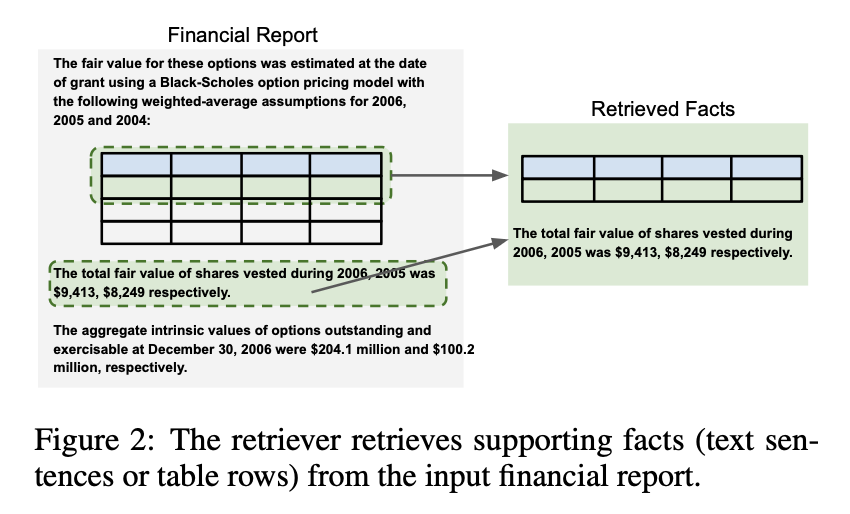 Financial Report
The fair value for these options was estimated at the date
of grant using a Black-Scholes option pricing model with
the following weighted-average assumptions for 2006,
2005 and 2004:
The total fair value of shares vested during 2006, 2005 was
$9,413, $8,249 respectively.
The aggregate intrinsic values of options outstanding and
exercisable at December 30, 2006 were $204.1 million and $100.2
million, respectively.
Retrieved Facts
The total fair value of shares vested during
2006, 2005 was $9,413, $8,249 respectively.
Figure 2: The retriever retrieves supporting facts (text sen-
tences or table rows) from the input financial report.